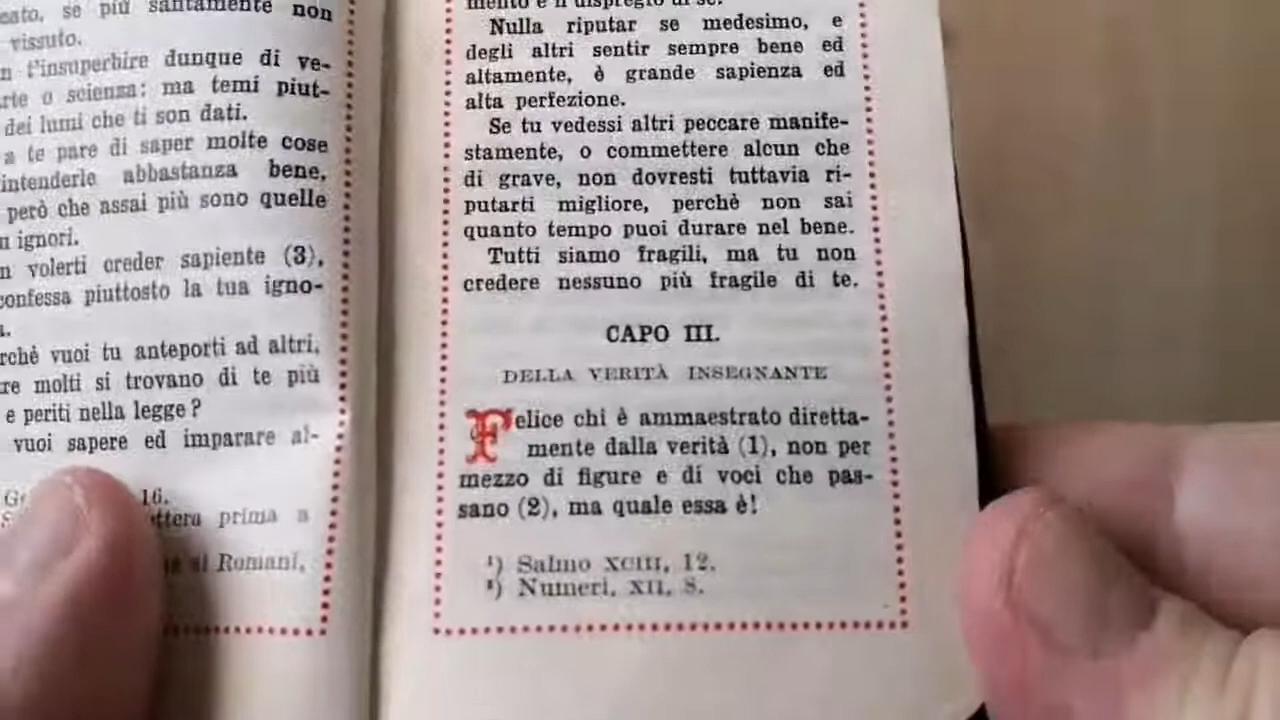 sato, se più santamente non
vissuto.
n t'insuperbire dunque di ve-
rte o scienza: ma temi piut-
dei lumi che ti son dati.
a te pare di saper molte cose
intenderle abbastanza bene,
però che assai più sono quelle
n ignori.
n volerti creder sapiente (3),
confessa piuttosto la tua igno-
a.
rchè vuoi tu anteporti ad altri,
re molti si trovano di te più
e periti nella legge?
vuoi sapere ed imparare al-
16.
ttera prima a
ai Romani,
mento e il dispregio di sè.
Nulla riputar se medesimo, e
degli altri sentir sempre bene ed
altamente, è grande sapienza ed
alta perfezione.
Se tu vedessi altri peccare manife-
stamente, o commettere alcun che
di grave, non dovresti tuttavia ri-
putarti migliore, perchè non sai
quanto tempo puoi durare nel bene.
Tutti siamo fragili, ma tu non
credere nessuno più fragile di te.
CAPO III.
DELLA VERITÀ INSEGNANTE
Felice chi è ammaestrato diretta-
mente dalla verità (1), non per
mezzo di figure e di voci che pas-
sano (2), ma quale essa è!
¹) Salmo XCIII, 12.
²) Numeri, XII, 8.